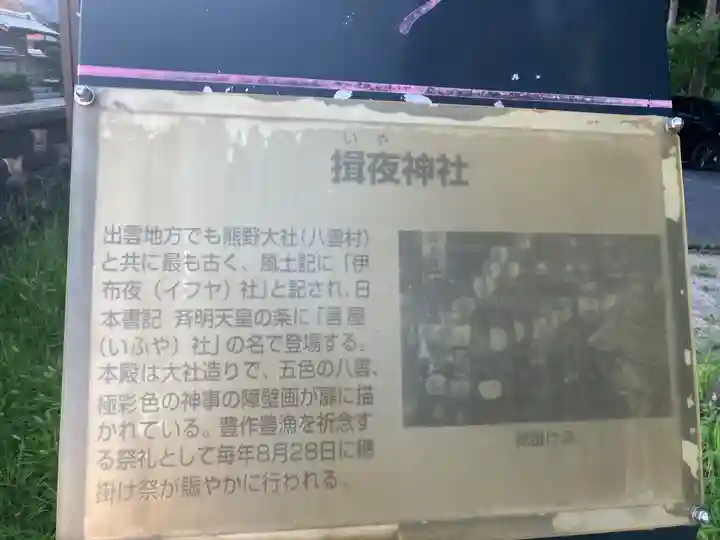 いや
揖夜神社
出雲地方でも熊野大社(八雲村)
と共に最も古く、風土記に「伊
布夜(イフヤ)社」と記され、日
本書記 斉明天皇の条に「言屋
(いふや)社」の名で登場する。
本殿は大社造りで、五色の八雲、
極彩色の神事の障壁画が扉に描
かれている。豊作豊漁を祈念す
る祭礼として毎年8月28日に穂
掛け祭が賑やかに行われる。
穂掛け祭